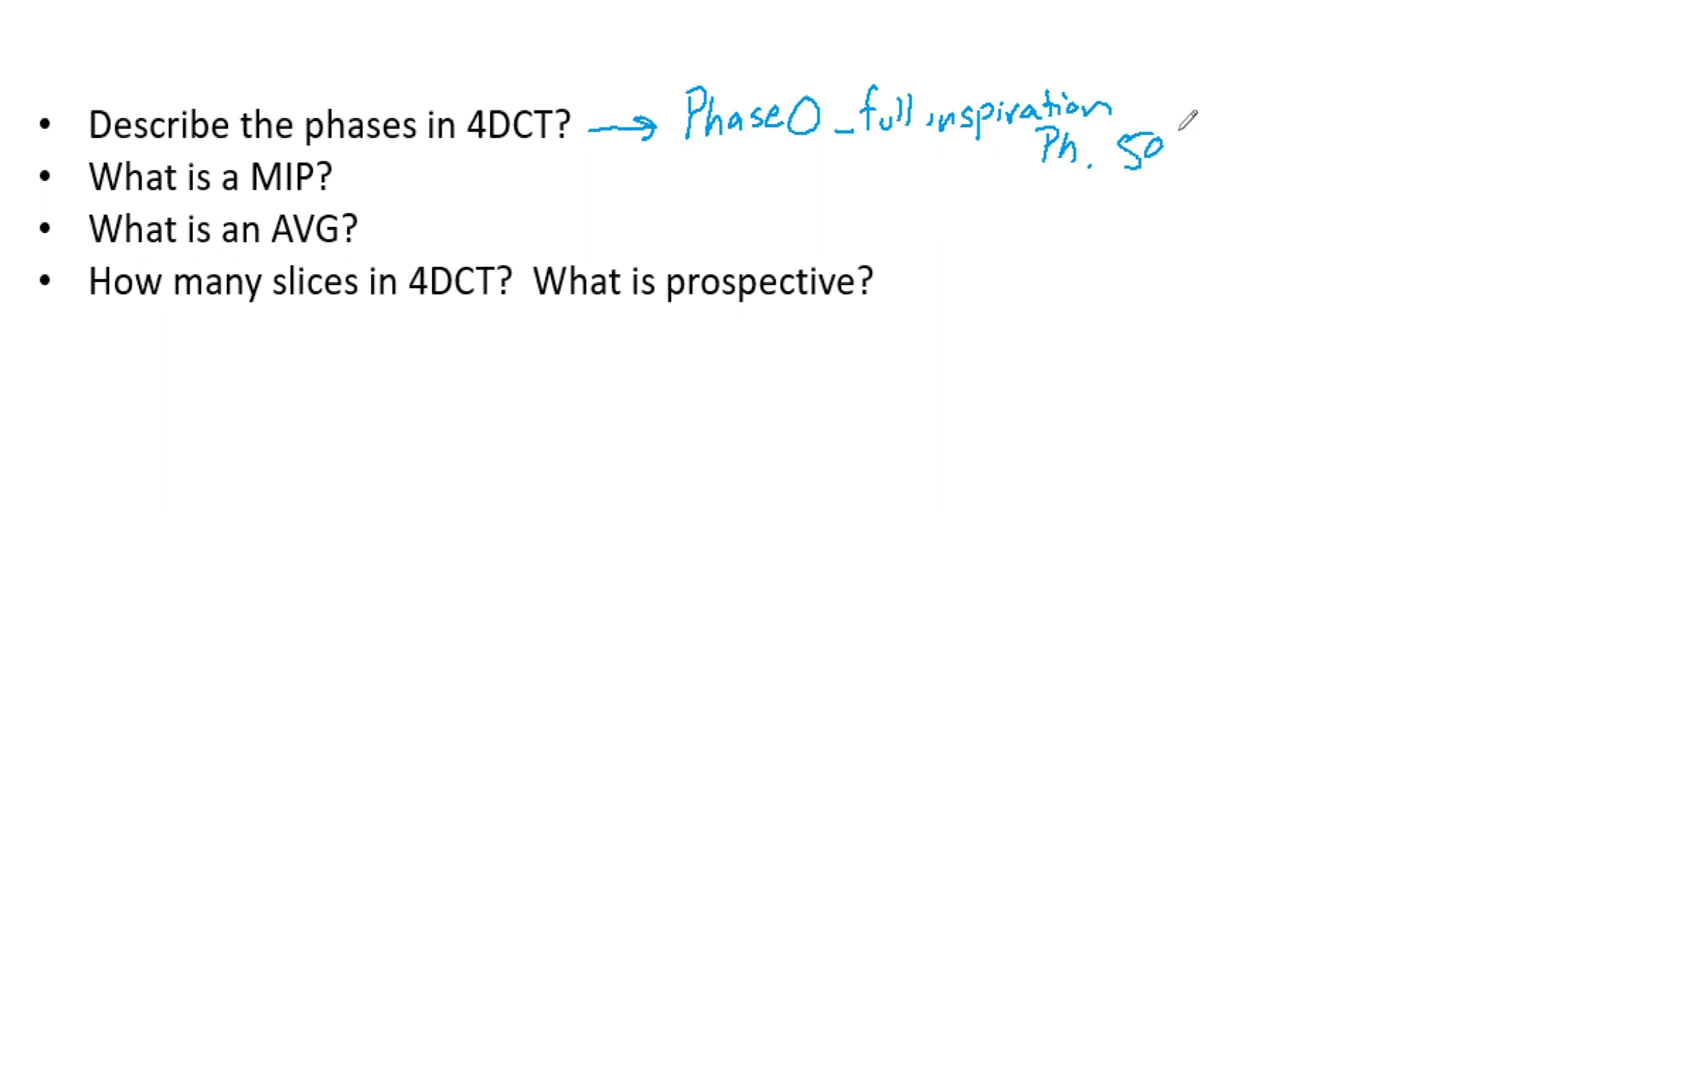 • Describe the phases in 4DCT? → Phase 0 - full inspiration
Ph. 50
• What is a MIP?
• What is an AVG?
• How many slices in 4DCT?  What is prospective?